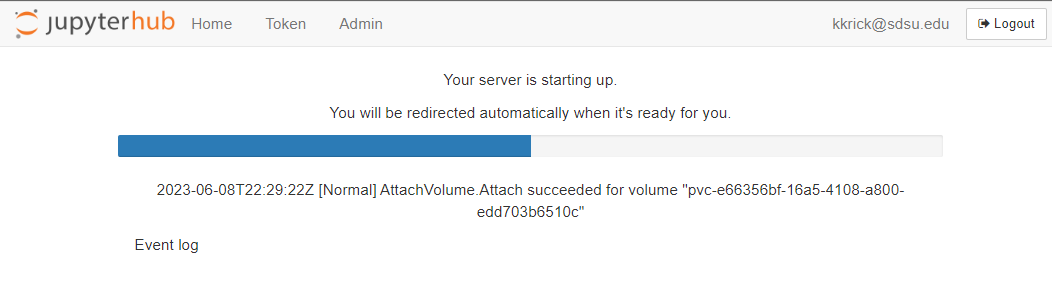 jupyterhub Home Token Admin kkrick@sdsu.edu Logout
Your server is starting up.
You will be redirected automatically when it's ready for you.
2023-06-08T22:29:22Z [Normal] AttachVolume.Attach succeeded for volume "pvc-e66356bf-16a5-4108-a800-
edd703b6510c"
Event log